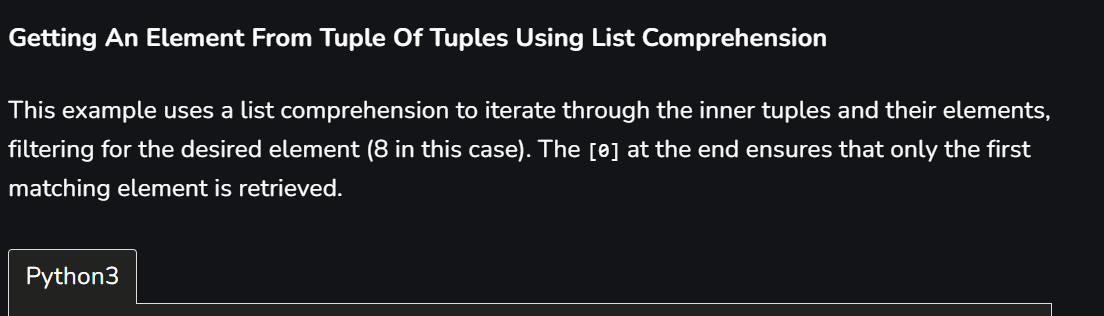 Getting An Element From Tuple Of Tuples Using List Comprehension
This example uses a list comprehension to iterate through the inner tuples and their elements,
filtering for the desired element (8 in this case). The [0] at the end ensures that only the first
matching element is retrieved.
Python3